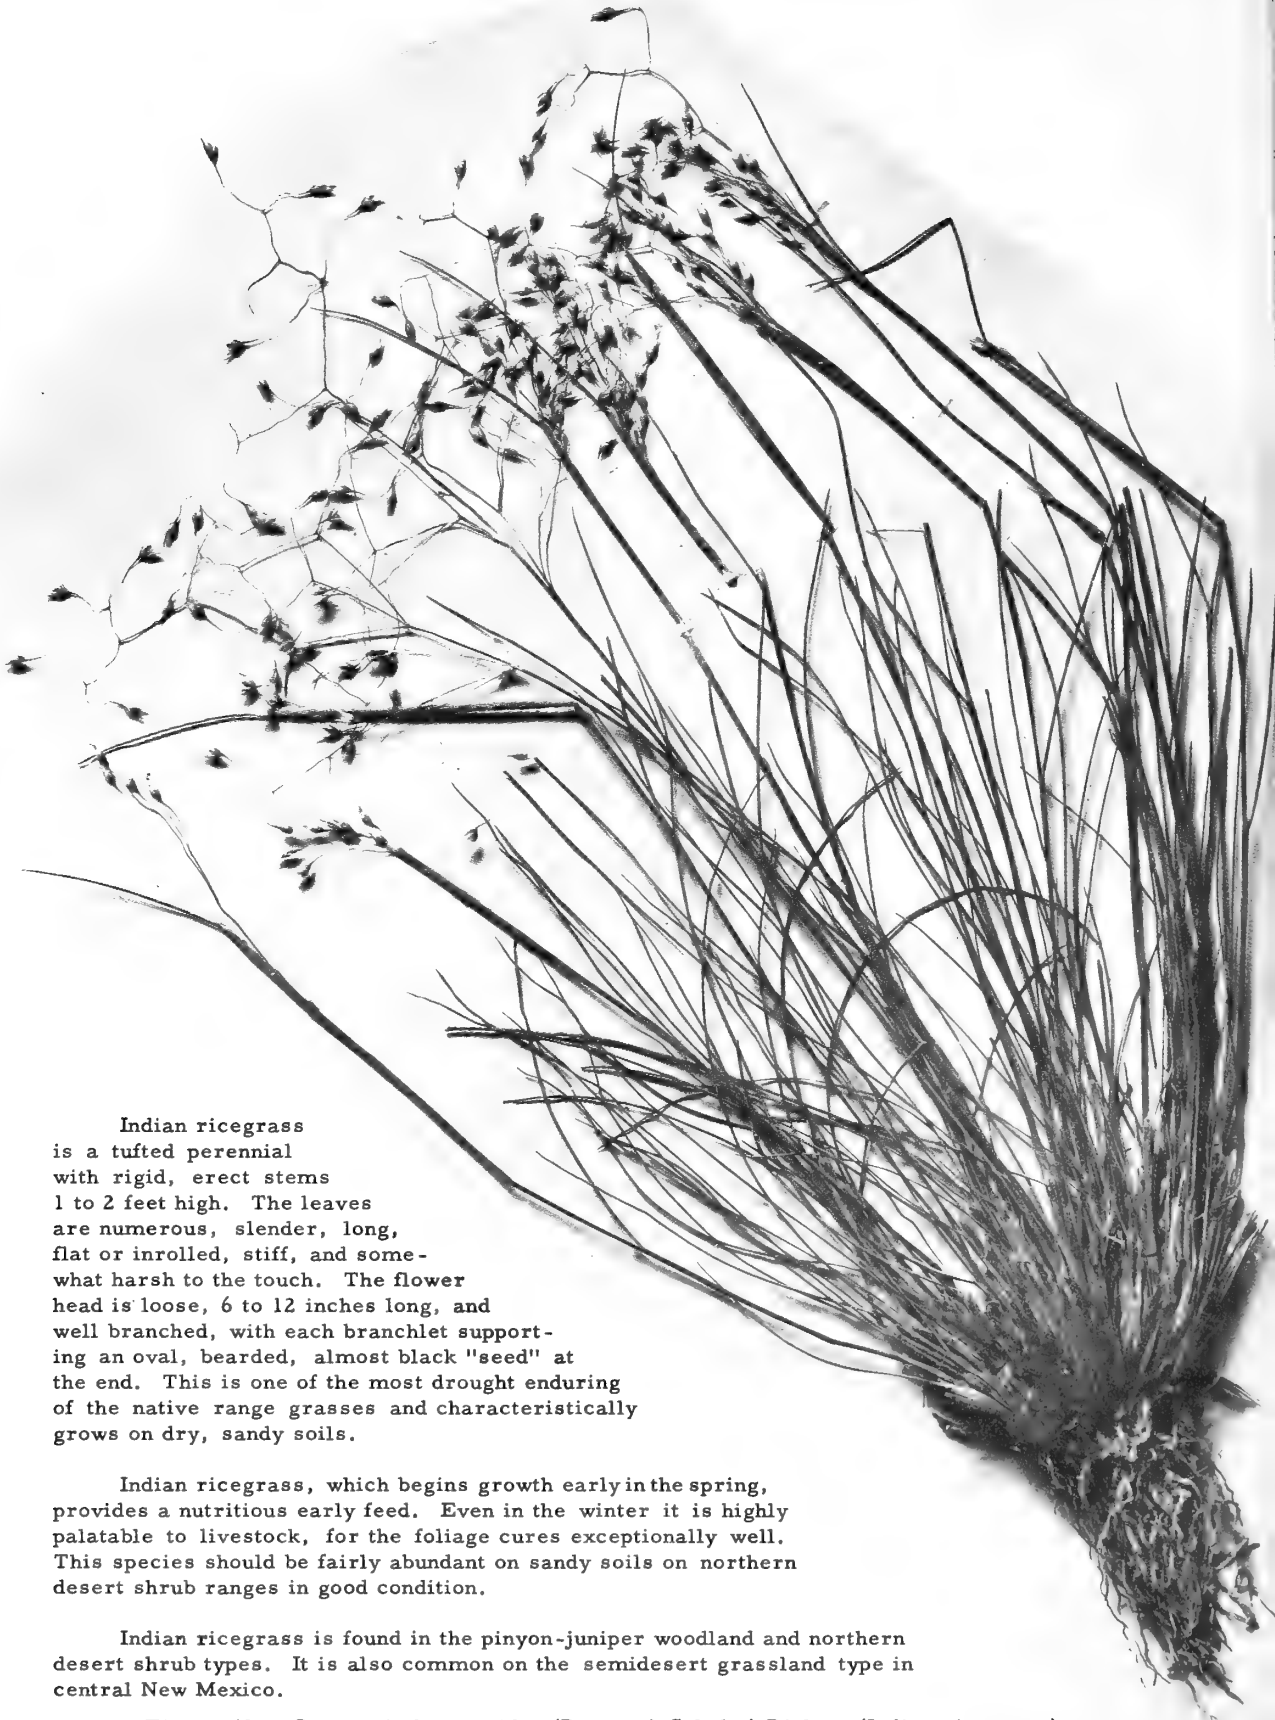 Indian ricegrass
is a tufted perennial
with rigid, erect stems
1 to 2 feet high. The leaves
are numerous, slender, long,
flat or inrolled, stiff, and some-
what harsh to the touch. The flower
head is loose, 6 to 12 inches long, and
well branched, with each branchlet support-
ing an oval, bearded, almost black "seed" at
the end. This is one of the most drought enduring
of the native range grasses and characteristically
grows on dry, sandy soils.
Indian ricegrass, which begins growth early in the spring,
provides a nutritious early feed. Even in the winter it is highly
palatable to livestock, for the foliage cures exceptionally well.
This species should be fairly abundant on sandy soils on northern
desert shrub ranges in good condition.
Indian ricegrass is found in the pinyon-juniper woodland and northern
desert shrub types. It is also common on the semidesert grassland type in
central New Mexico.